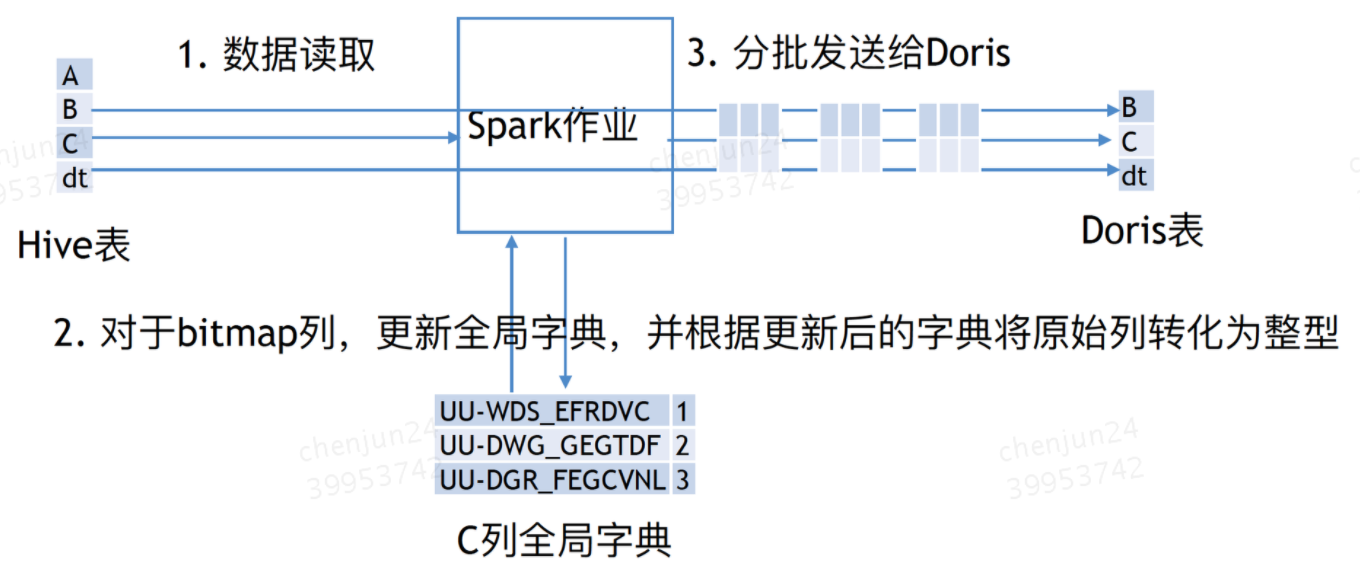 1. 数据读取
3. 分批发送给Doris
A
B
C
dt
Spark作业
B
C
dt
Hive表
Doris表
2. 对于bitmap列，更新全局字典，并根据更新后的字典将原始列转化为整型
UU-WDS_EFRDVC 1
UU-DWG_GEGTDF 2
UU-DGR_FEGCVNL 3
C列全局字典
chenjun24
39953742
chenjun24
39953742
chenjun24
39953742